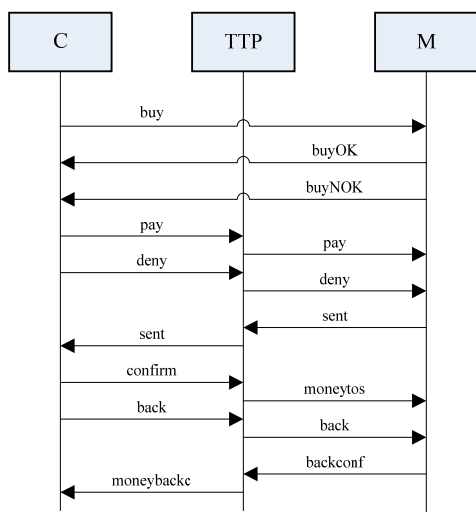 C
TTP
M
buy
buyOK
buyNOK
pay
pay
deny
deny
sent
sent
confirm
moneytos
back
back
backconf
moneybackc